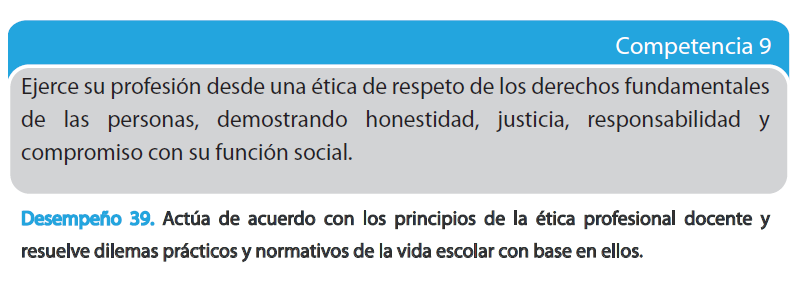 Competencia 9
Ejerce su profesión desde una ética de respeto de los derechos fundamentales
de las personas, demostrando honestidad, justicia, responsabilidad y
compromiso con su función social.
Desempeño 39. Actúa de acuerdo con los principios de la ética profesional docente y
resuelve dilemas prácticos y normativos de la vida escolar con base en ellos.